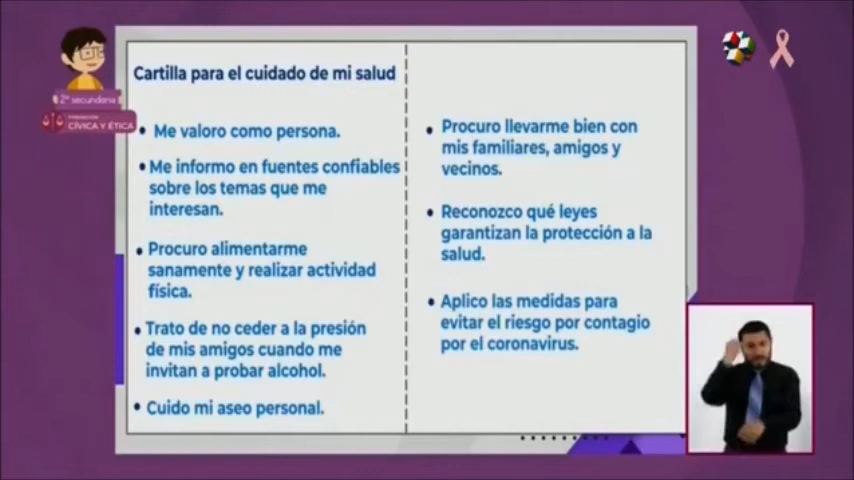 Cartilla para el cuidado de mi salud
2° secundaria
FORMACIÓN
CÍVICA Y ÉTICA
• Me valoro como persona.
• Me informo en fuentes confiables
sobre los temas que me
interesan.
• Procuro alimentarme
sanamente y realizar actividad
física.
• Trato de no ceder a la presión
de mis amigos cuando me
invitan a probar alcohol.
• Cuido mi aseo personal.
• Procuro llevarme bien con
mis familiares, amigos y
vecinos.
• Reconozco qué leyes
garantizan la protección a la
salud.
• Aplico las medidas para
evitar el riesgo por contagio
por el coronavirus.